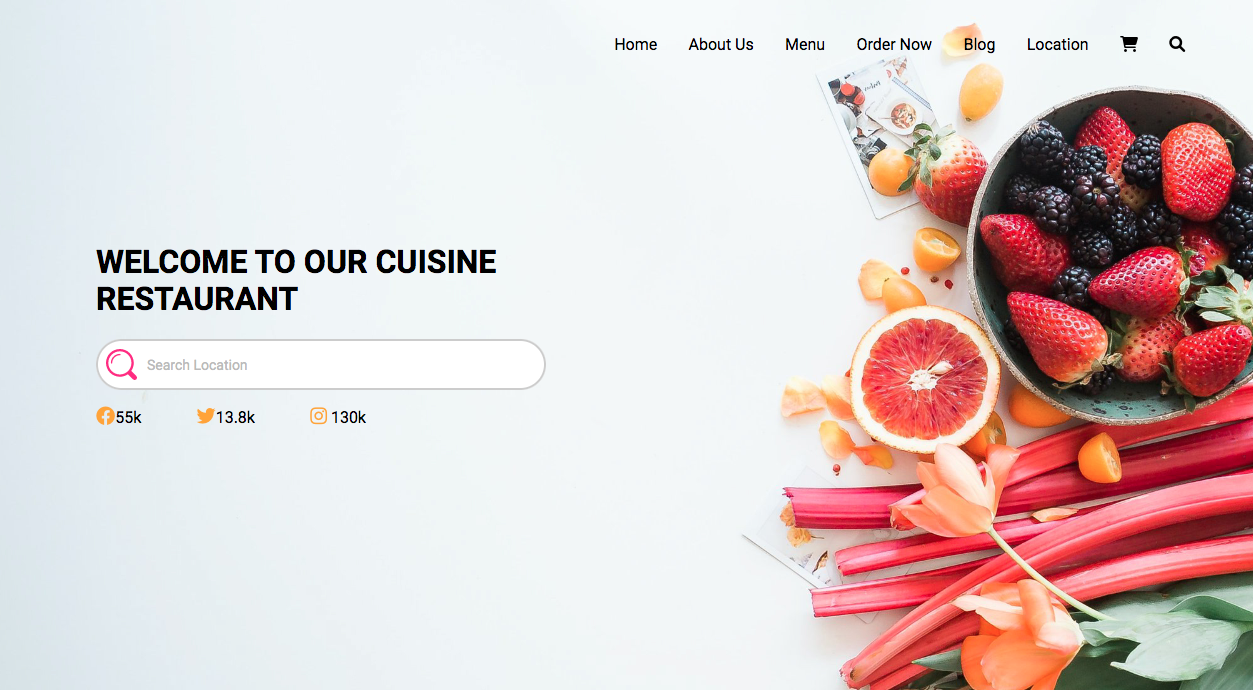 Home About Us Menu Order Now Blog Location
WELCOME TO OUR CUISINE
RESTAURANT
Search Location
55k 13.8k 130k